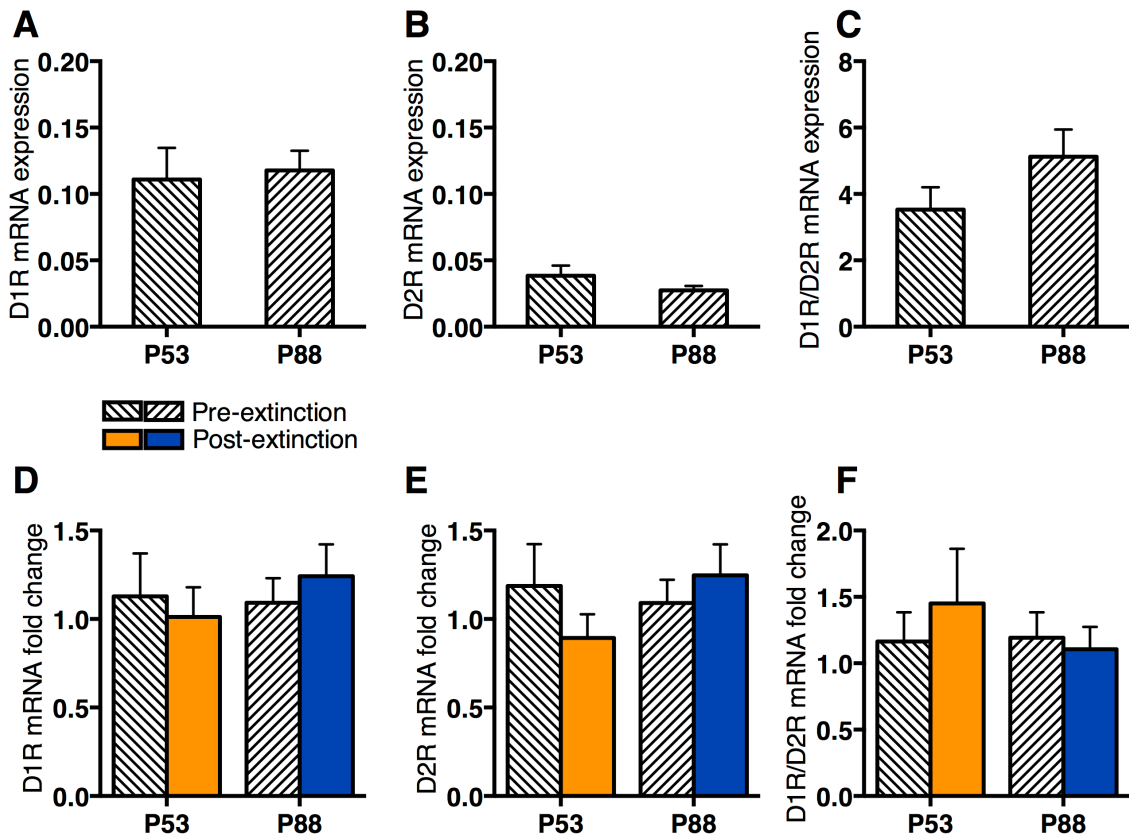 A
D1R mRNA expression
0.20
0.15
0.10
0.05
0.00
P53 P88
B
D2R mRNA expression
0.20
0.15
0.10
0.05
0.00
P53 P88
C
D1R/D2R mRNA expression
8
6
4
2
0
P53 P88
Pre-extinction
Post-extinction
D
D1R mRNA fold change
1.5
1.0
0.5
0.0
P53 P88
E
D2R mRNA fold change
1.5
1.0
0.5
0.0
P53 P88
F
D1R/D2R mRNA fold change
2.0
1.5
1.0
0.5
0.0
P53 P88